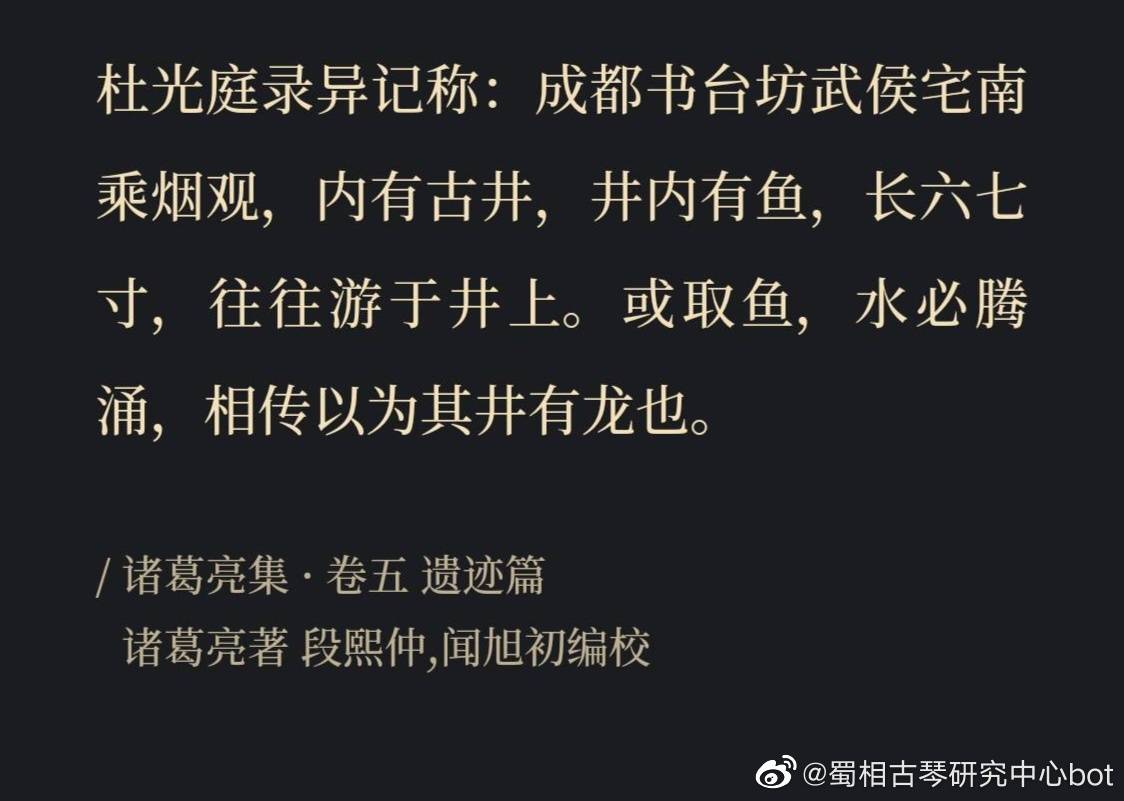 杜光庭录异记称：成都书台坊武侯宅南
乘烟观，内有古井，井内有鱼，长六七
寸，往往游于井上。或取鱼，水必腾
涌，相传以为其井有龙也。
/ 诸葛亮集 · 卷五 遗迹篇
诸葛亮著 段熙仲,闻旭初编校
@蜀相古琴研究中心bot